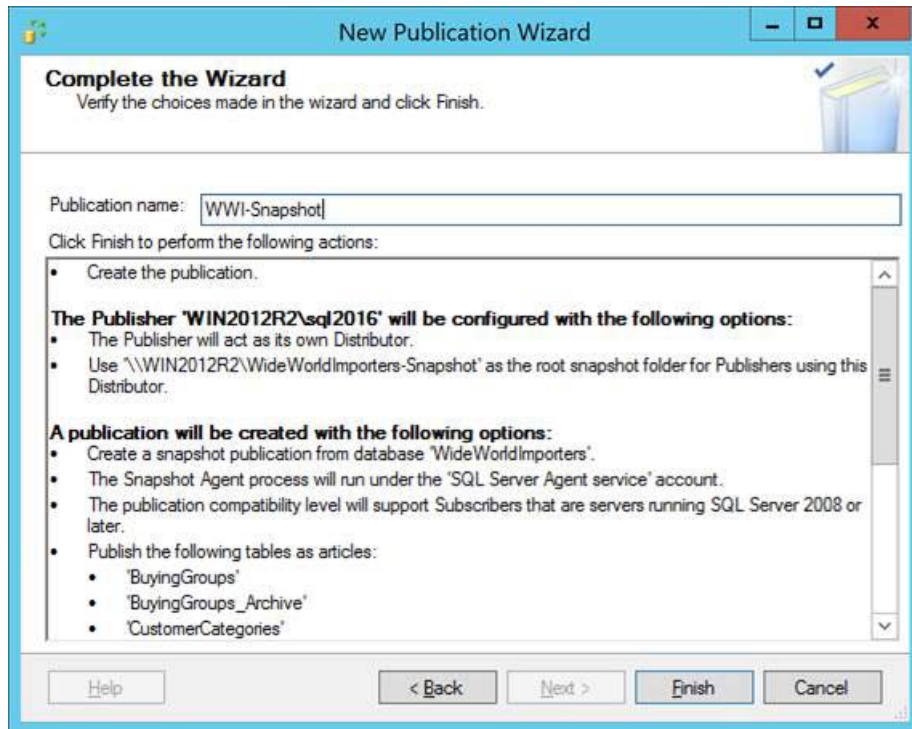 New Publication Wizard
Complete the Wizard
Verify the choices made in the wizard and click Finish.
Publication name: WWI-Snapshot
Click Finish to perform the following actions:
• Create the publication.
The Publisher 'WIN2012R2\sql2016' will be configured with the following options:
• The Publisher will act as its own Distributor.
• Use '\\WIN2012R2\WideWorldImporters-Snapshot' as the root snapshot folder for Publishers using this
Distributor.
A publication will be created with the following options:
• Create a snapshot publication from database 'WideWorldImporters'.
• The Snapshot Agent process will run under the 'SQL Server Agent service' account.
• The publication compatibility level will support Subscribers that are servers running SQL Server 2008 or
later.
• Publish the following tables as articles:
• 'BuyingGroups'
• 'BuyingGroups_Archive'
• 'CustomerCategories'
Help < Back Next > Finish Cancel